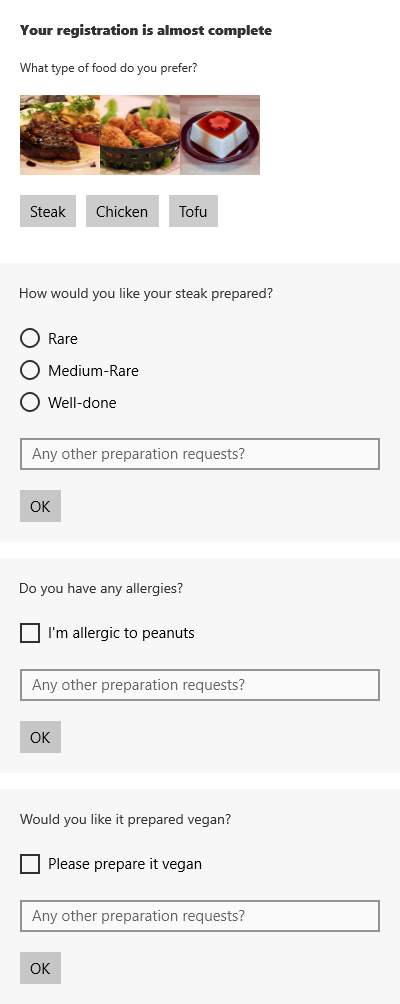 Your registration is almost complete
What type of food do you prefer?
Steak
Chicken
Tofu
How would you like your steak prepared?
Rare
Medium-Rare
Well-done
Any other preparation requests?
OK
Do you have any allergies?
I'm allergic to peanuts
Any other preparation requests?
OK
Would you like it prepared vegan?
Please prepare it vegan
Any other preparation requests?
OK